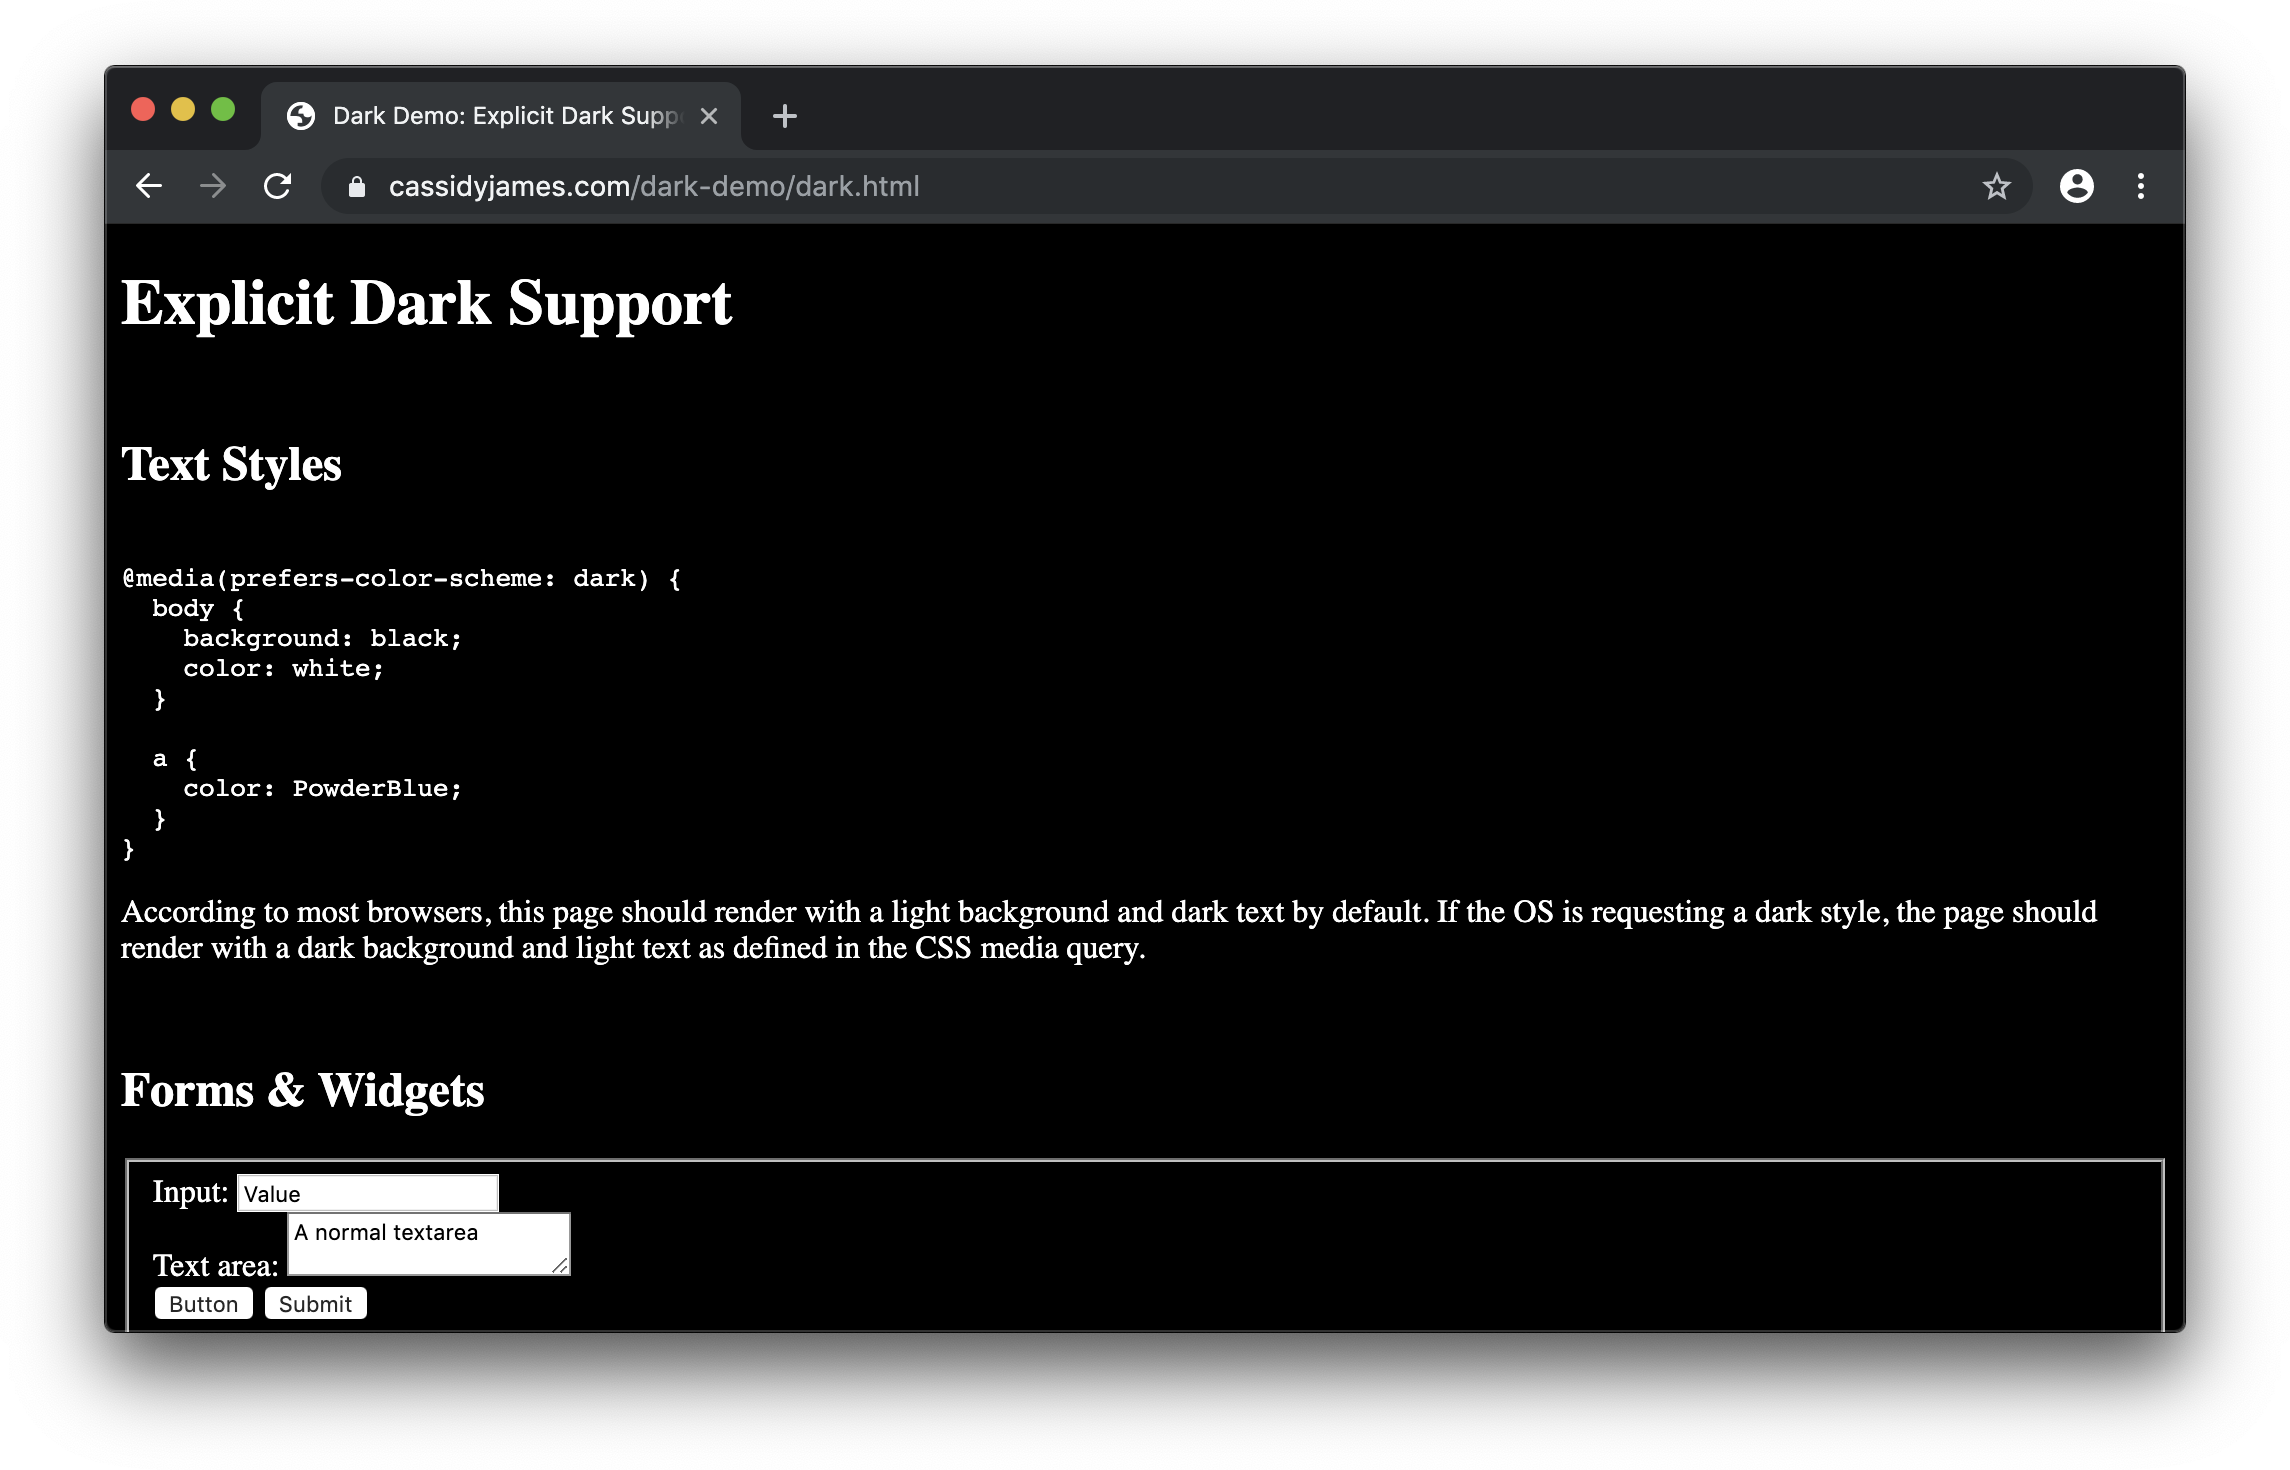 Dark Demo: Explicit Dark Supp
cassidyjames.com/dark-demo/dark.html
Explicit Dark Support
Text Styles
@media(prefers-color-scheme: dark) {
  body {
    background: black;
    color: white;
  }
  a {
    color: PowderBlue;
  }
}
According to most browsers, this page should render with a light background and dark text by default. If the OS is requesting a dark style, the page should
render with a dark background and light text as defined in the CSS media query.
Forms & Widgets
Input: Value
Text area: A normal textarea
Button Submit